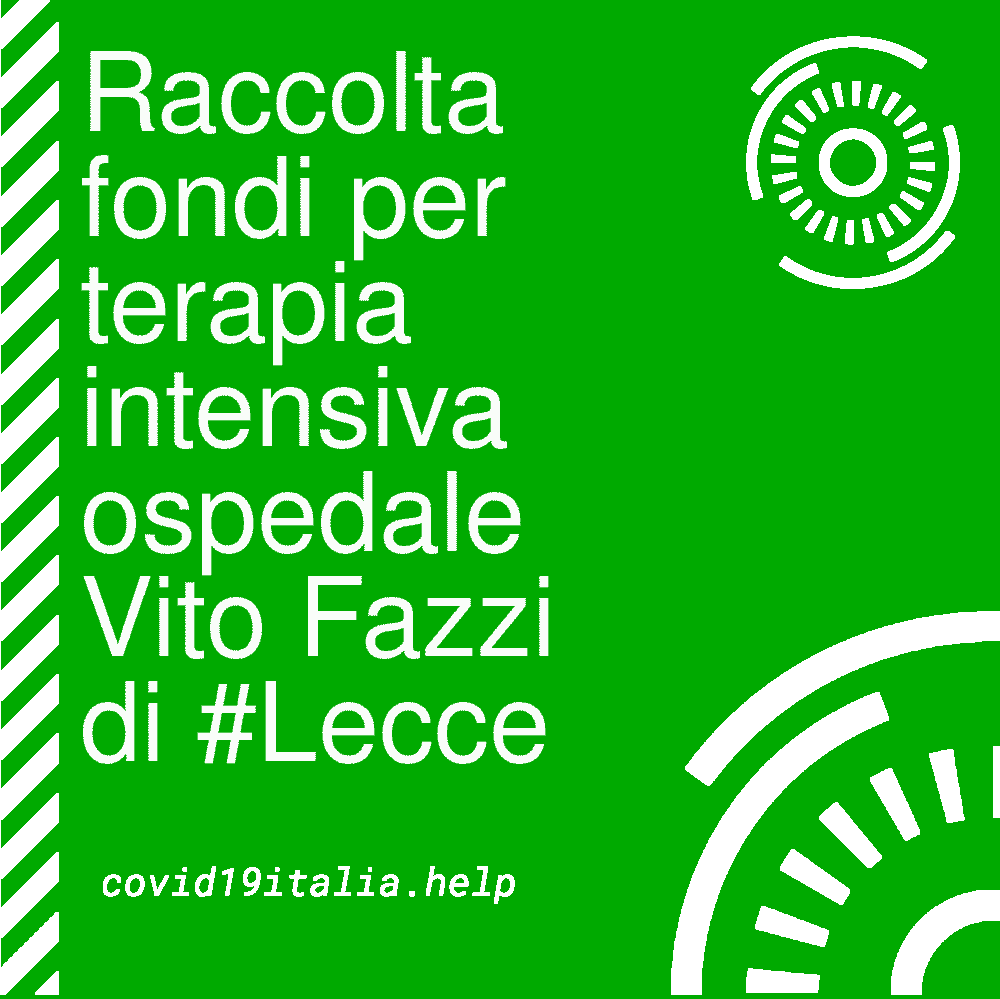 Raccolta
fondi per
terapia
intensiva
ospedale
Vito Fazzi
di #Lecce
covid19italia.help